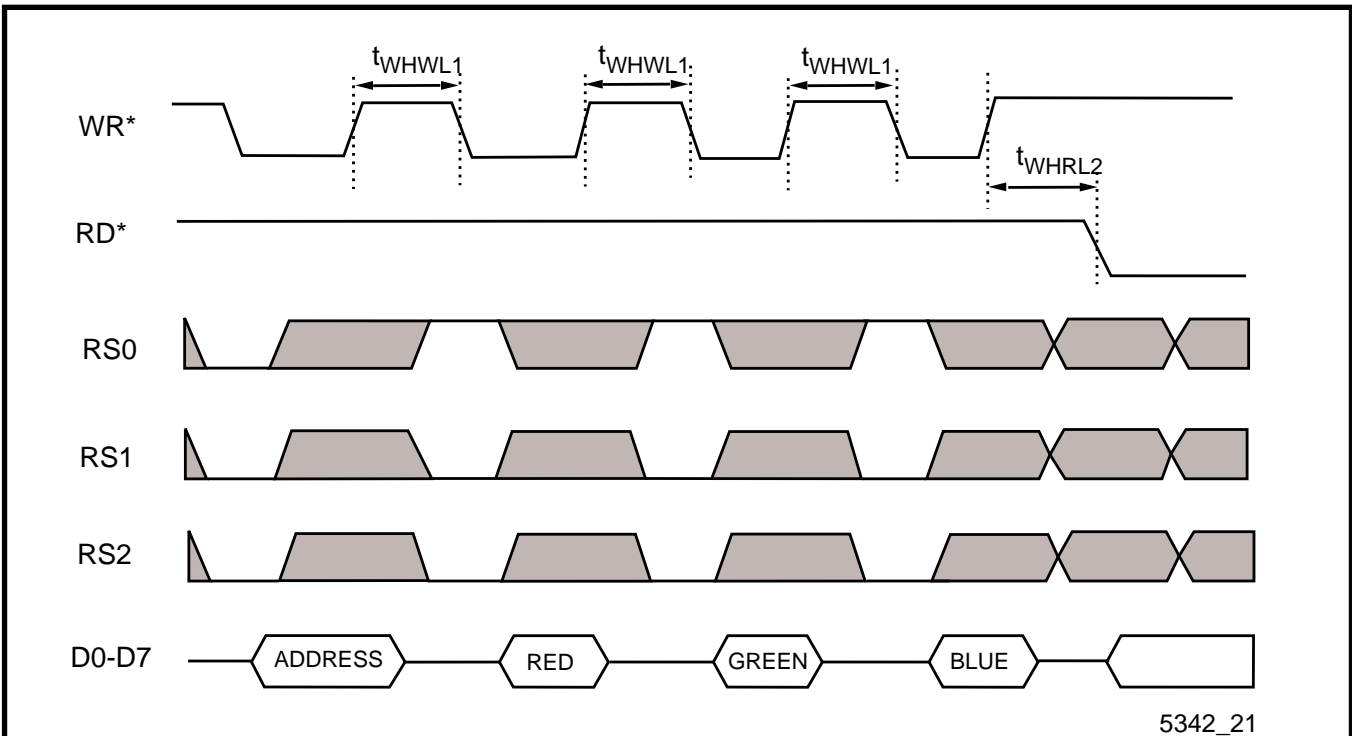 tWHWL1 tWHWL1 tWHWL1
WR*
tWHRL2
RD*
RS0
RS1
RS2
D0-D7 ADDRESS RED GREEN BLUE
5342_21